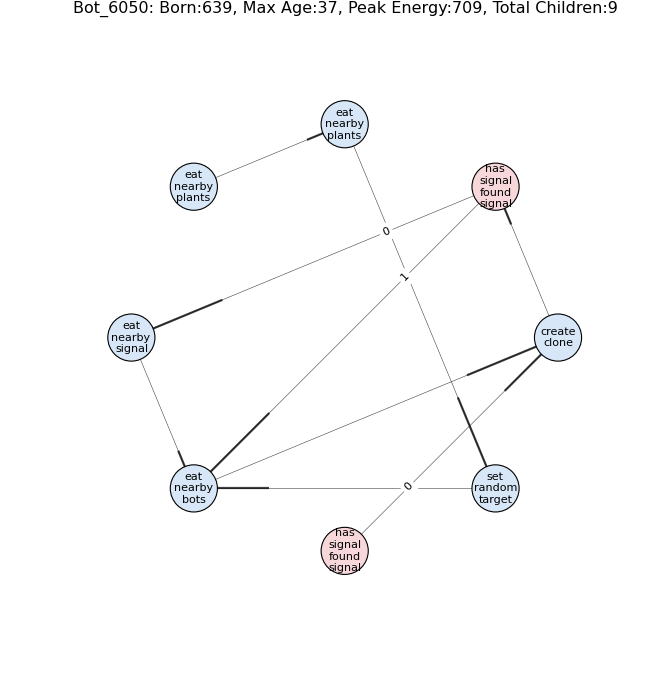 Bot_6050: Born:639, Max Age:37, Peak Energy:709, Total Children:9
eat
nearby
plants
eat
nearby
plants
has
signal
found
signal
0
1
eat
nearby
signal
create
clone
eat
nearby
bots
0
set
random
target
has
signal
found
signal